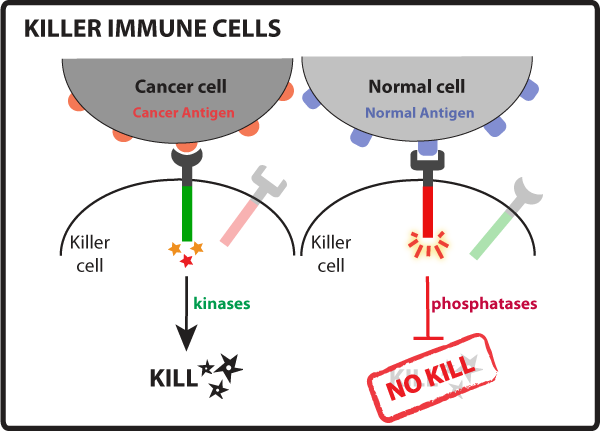 KILLER IMMUNE CELLS
Cancer cell
Cancer Antigen
Killer
cell
kinases
KILL
Normal cell
Normal Antigen
Killer
cell
phosphatases
KILL
NO KILL